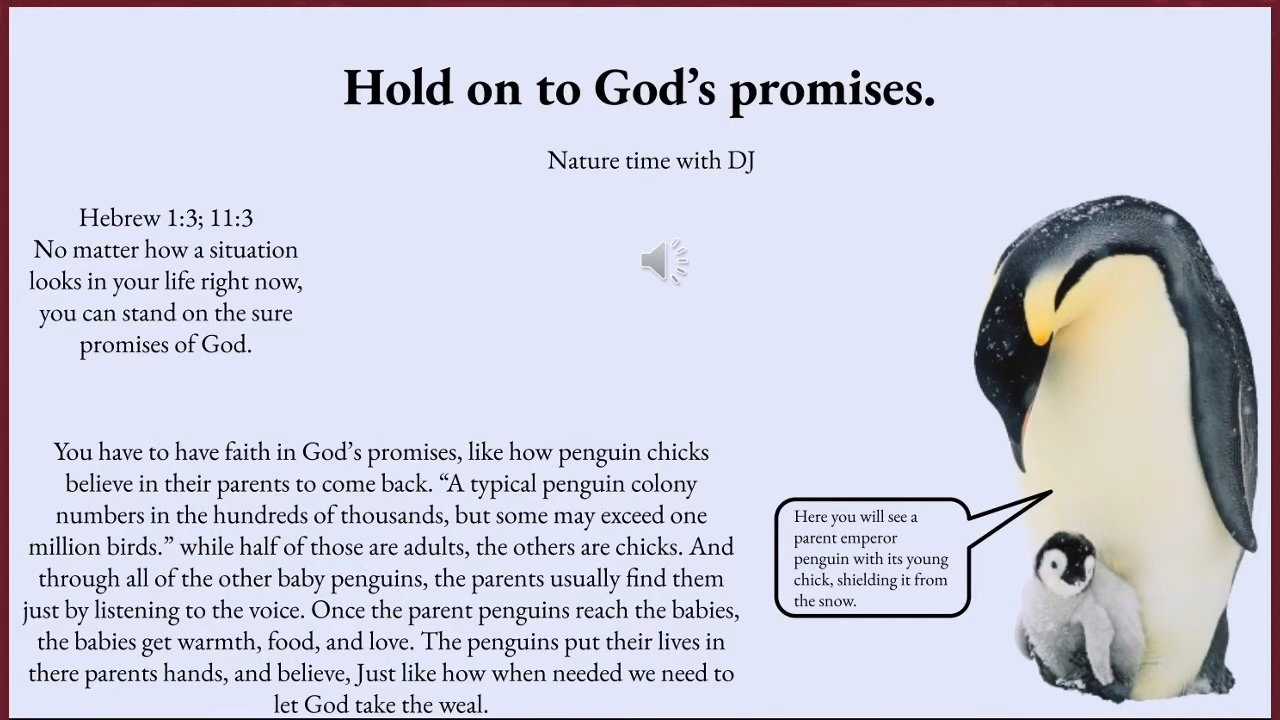 Hold on to God’s promises.
Nature time with DJ
Hebrew 1:3; 11:3
No matter how a situation
looks in your life right now,
you can stand on the sure
promises of God.
You have to have faith in God’s promises, like how penguin chicks
believe in their parents to come back. “A typical penguin colony
numbers in the hundreds of thousands, but some may exceed one
million birds.” while half of those are adults, the others are chicks. And
through all of the other baby penguins, the parents usually find them
just by listening to the voice. Once the parent penguins reach the babies,
the babies get warmth, food, and love. The penguins put their lives in
there parents hands, and believe, Just like how when needed we need to
let God take the weal.
Here you will see a
parent emperor
penguin with its young
chick, shielding it from
the snow.